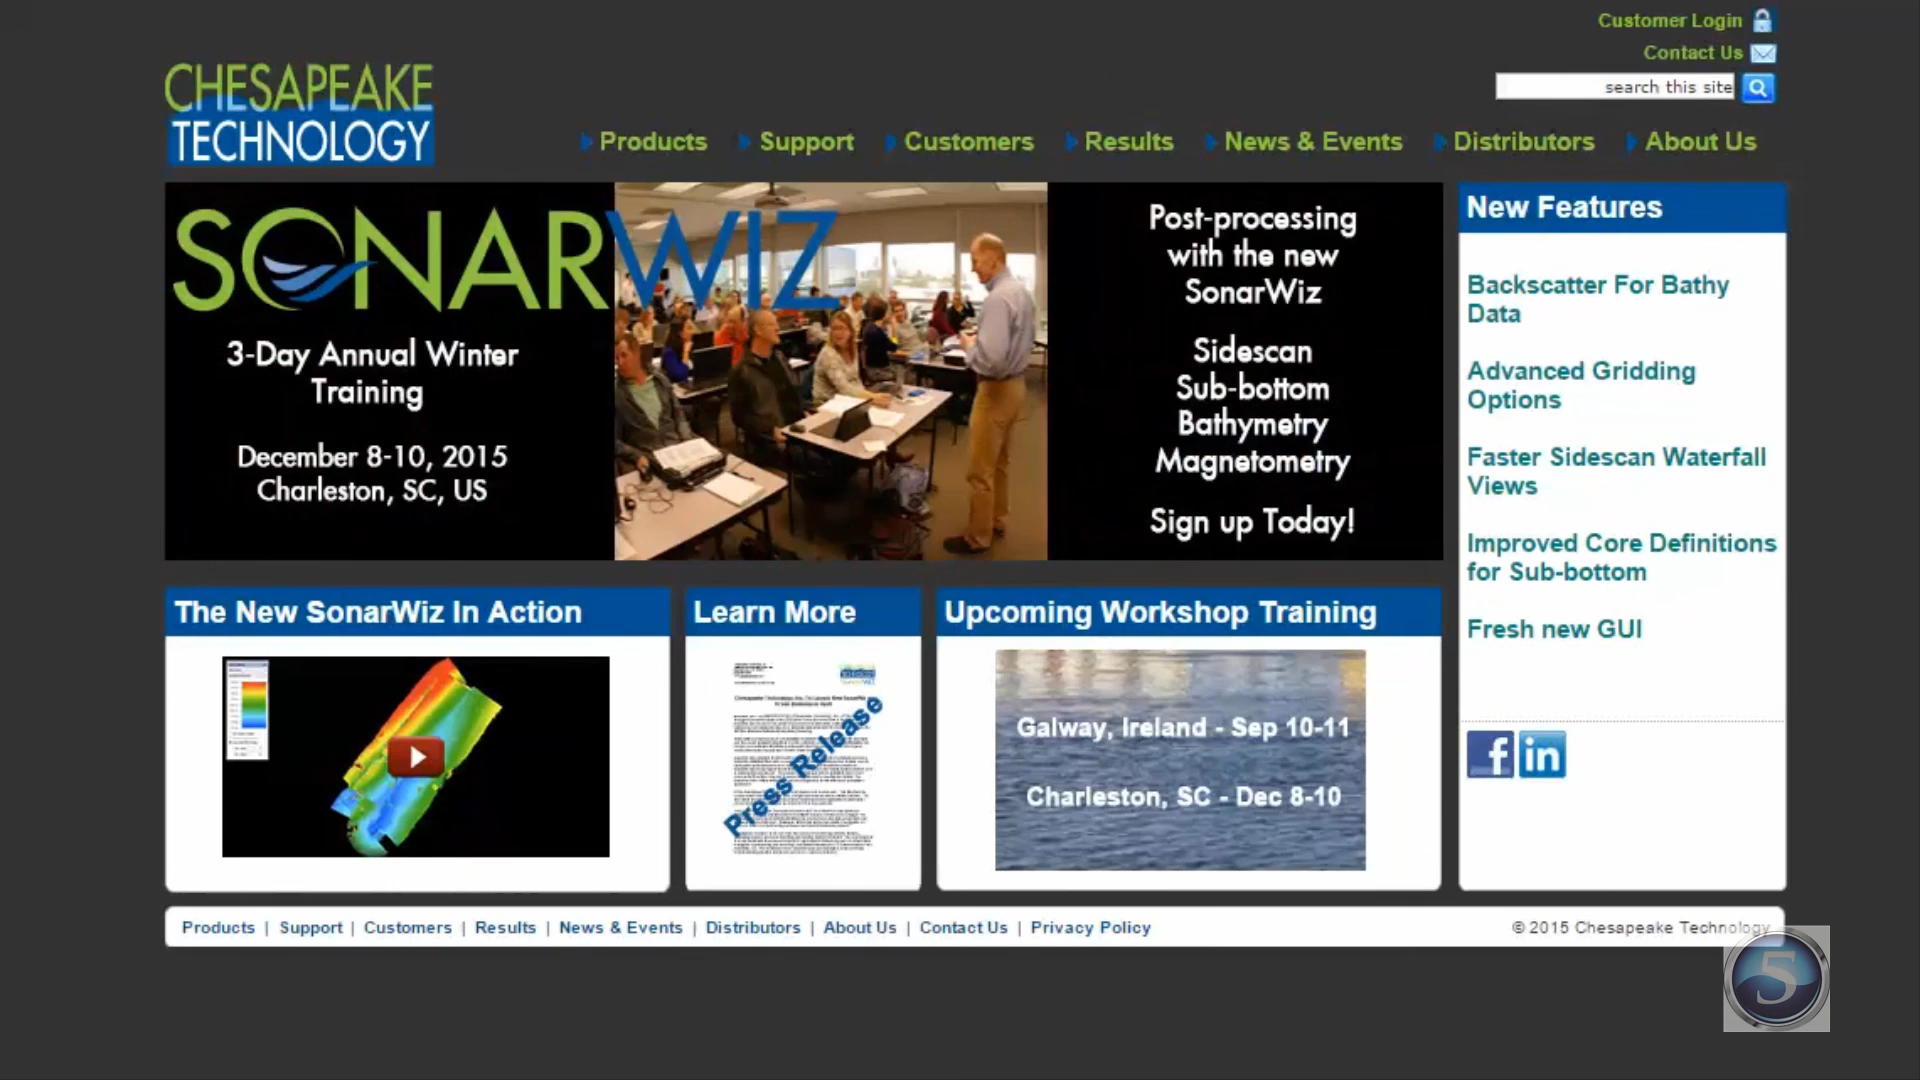 Customer Login
Contact Us
search this site
CHESAPEAKE
TECHNOLOGY
Products
Support
Customers
Results
News & Events
Distributors
About Us
SONARWIZ
3-Day Annual Winter
Training
December 8-10, 2015
Charleston, SC, US
Post-processing
with the new
SonarWiz
Sidescan
Sub-bottom
Bathymetry
Magnetometry
Sign up Today!
New Features
Backscatter For Bathy
Data
Advanced Gridding
Options
Faster Sidescan Waterfall
Views
Improved Core Definitions
for Sub-bottom
Fresh new GUI
f in
The New SonarWiz In Action
Learn More
Press Release
Upcoming Workshop Training
Galway, Ireland - Sep 10-11
Charleston, SC - Dec 8-10
Products | Support | Customers | Results | News & Events | Distributors | About Us | Contact Us | Privacy Policy
© 2015 Chesapeake Technology
5